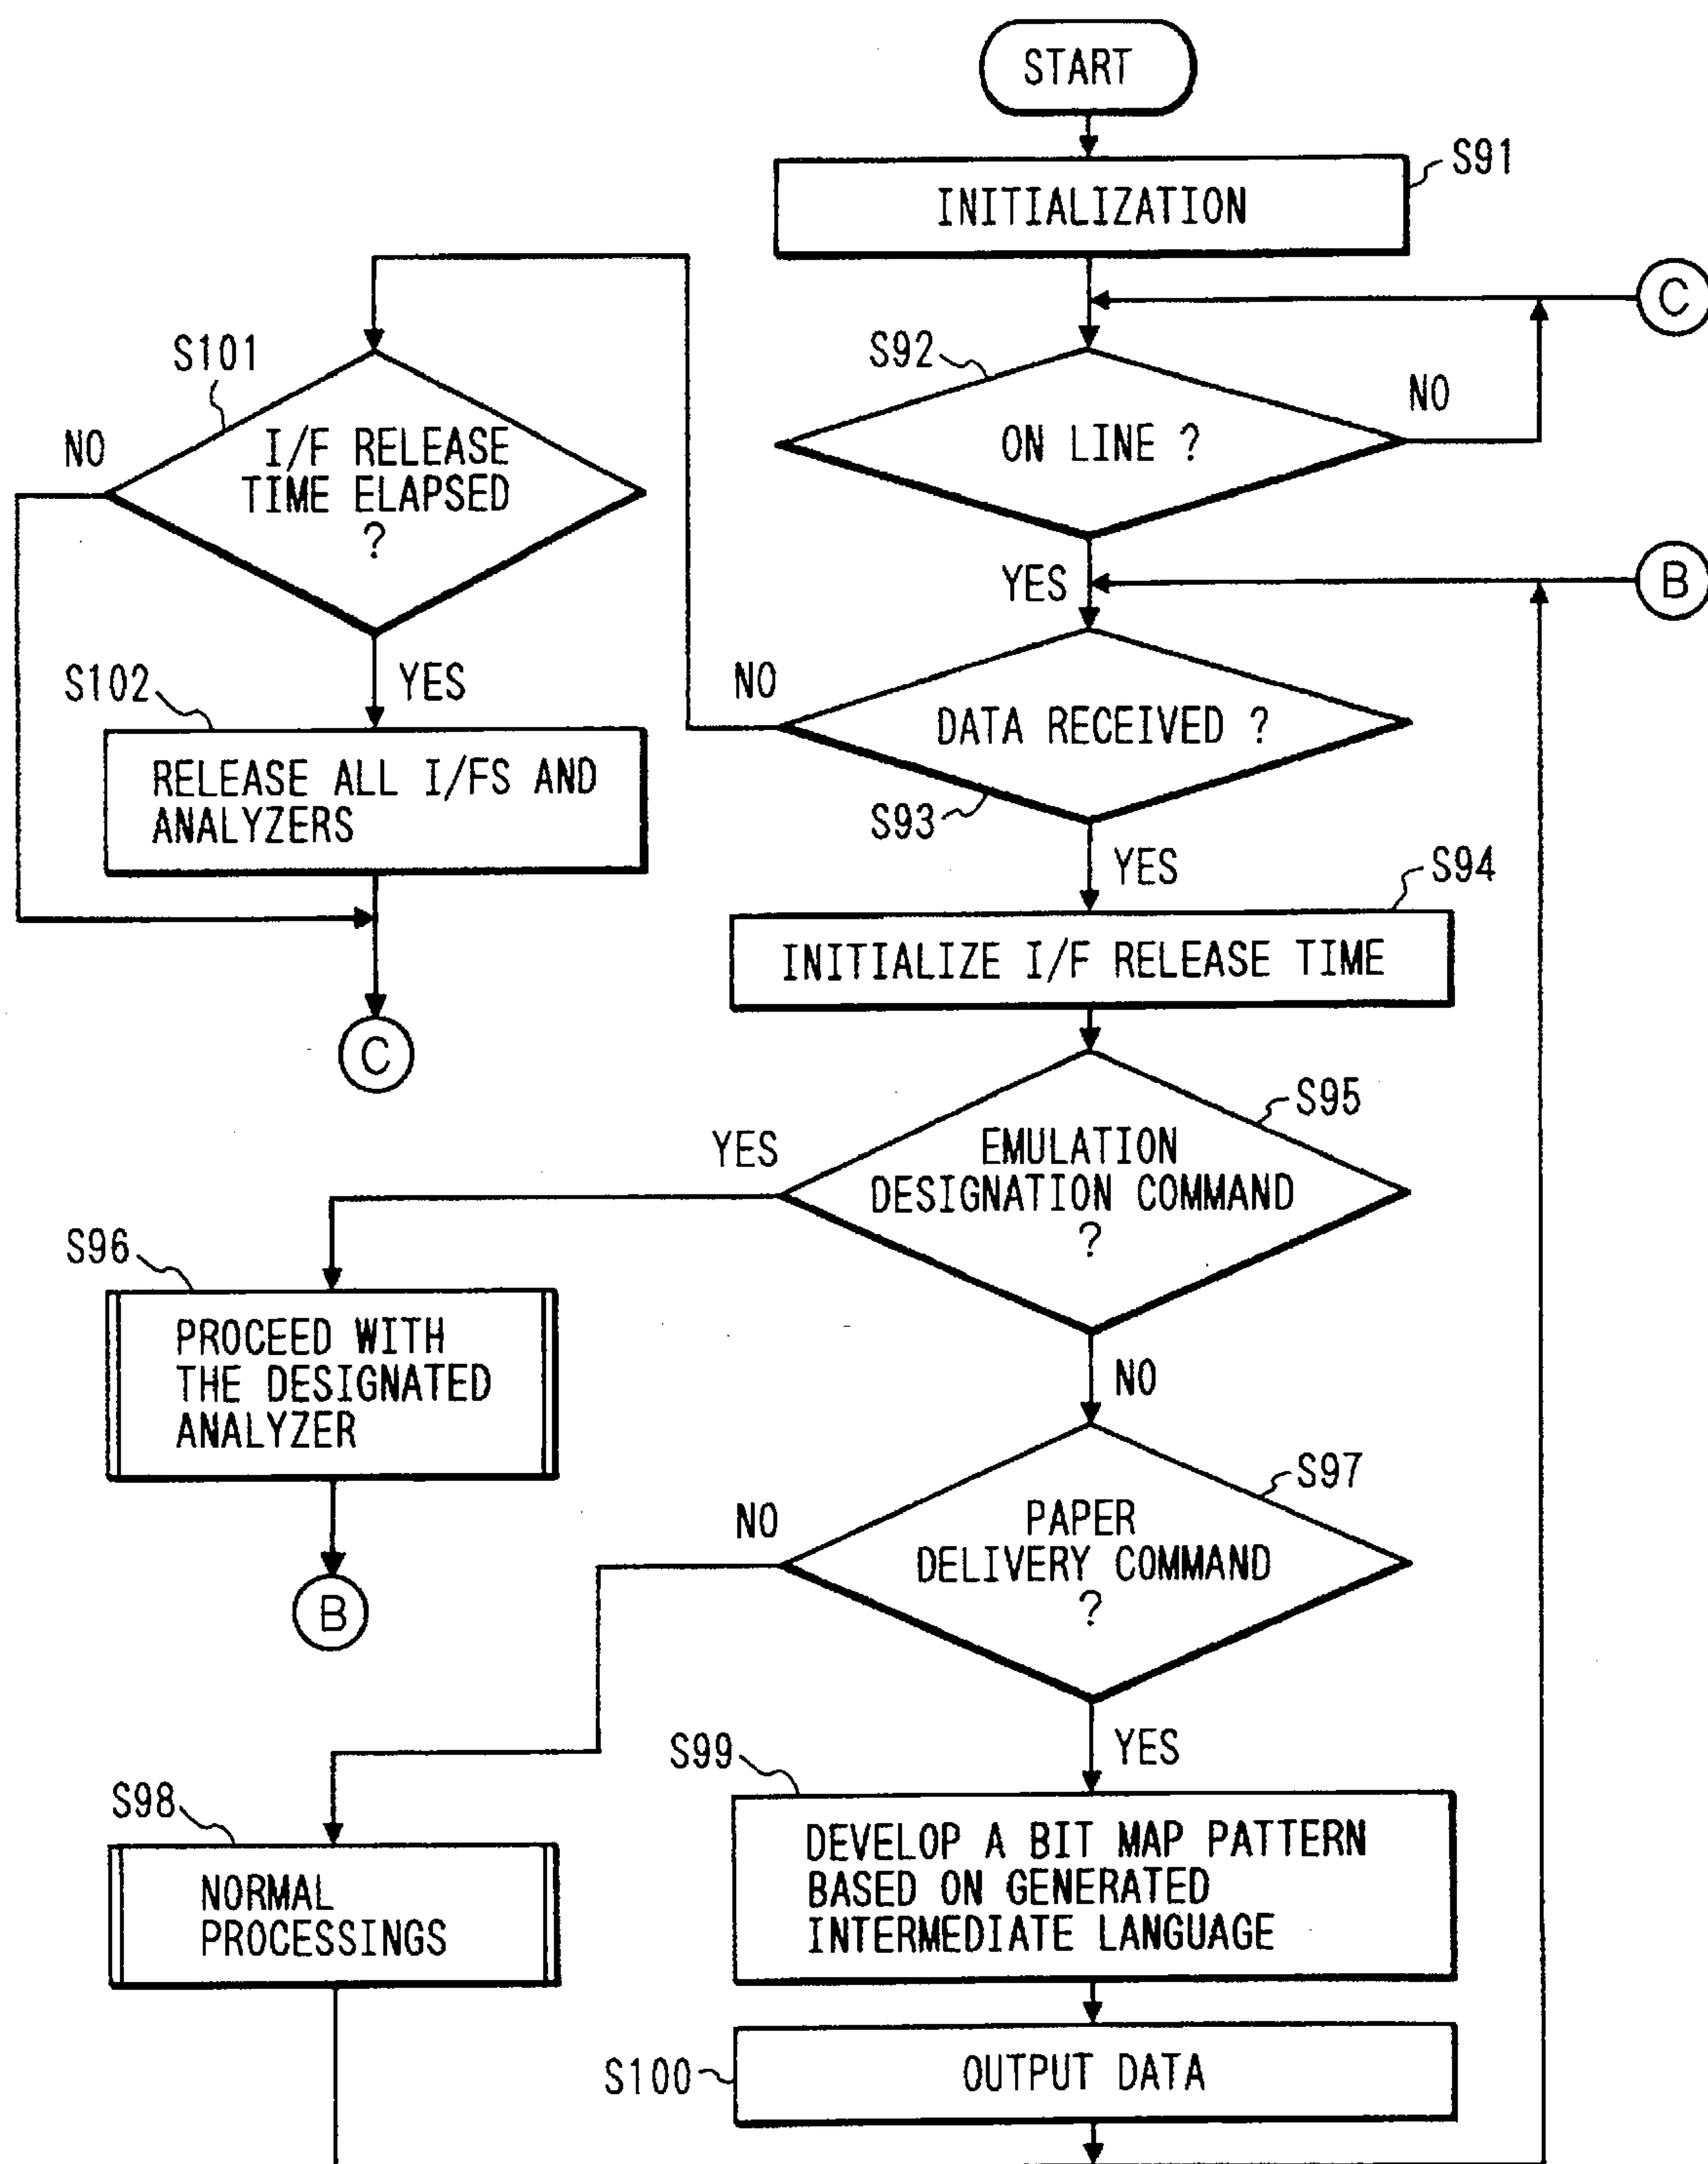 START
S91
INITIALIZATION
C
S92
ON LINE ?
NO
YES
B
S101
NO
I/F RELEASE
TIME ELAPSED
?
YES
S102
RELEASE ALL I/FS AND
ANALYZERS
C
NO
DATA RECEIVED ?
S93
YES
S94
INITIALIZE I/F RELEASE TIME
S95
YES
EMULATION
DESIGNATION COMMAND
?
NO
S96
PROCEED WITH
THE DESIGNATED
ANALYZER
B
S97
NO
PAPER
DELIVERY COMMAND
?
YES
S98
NORMAL
PROCESSINGS
S99
DEVELOP A BIT MAP PATTERN
BASED ON GENERATED
INTERMEDIATE LANGUAGE
S100
OUTPUT DATA